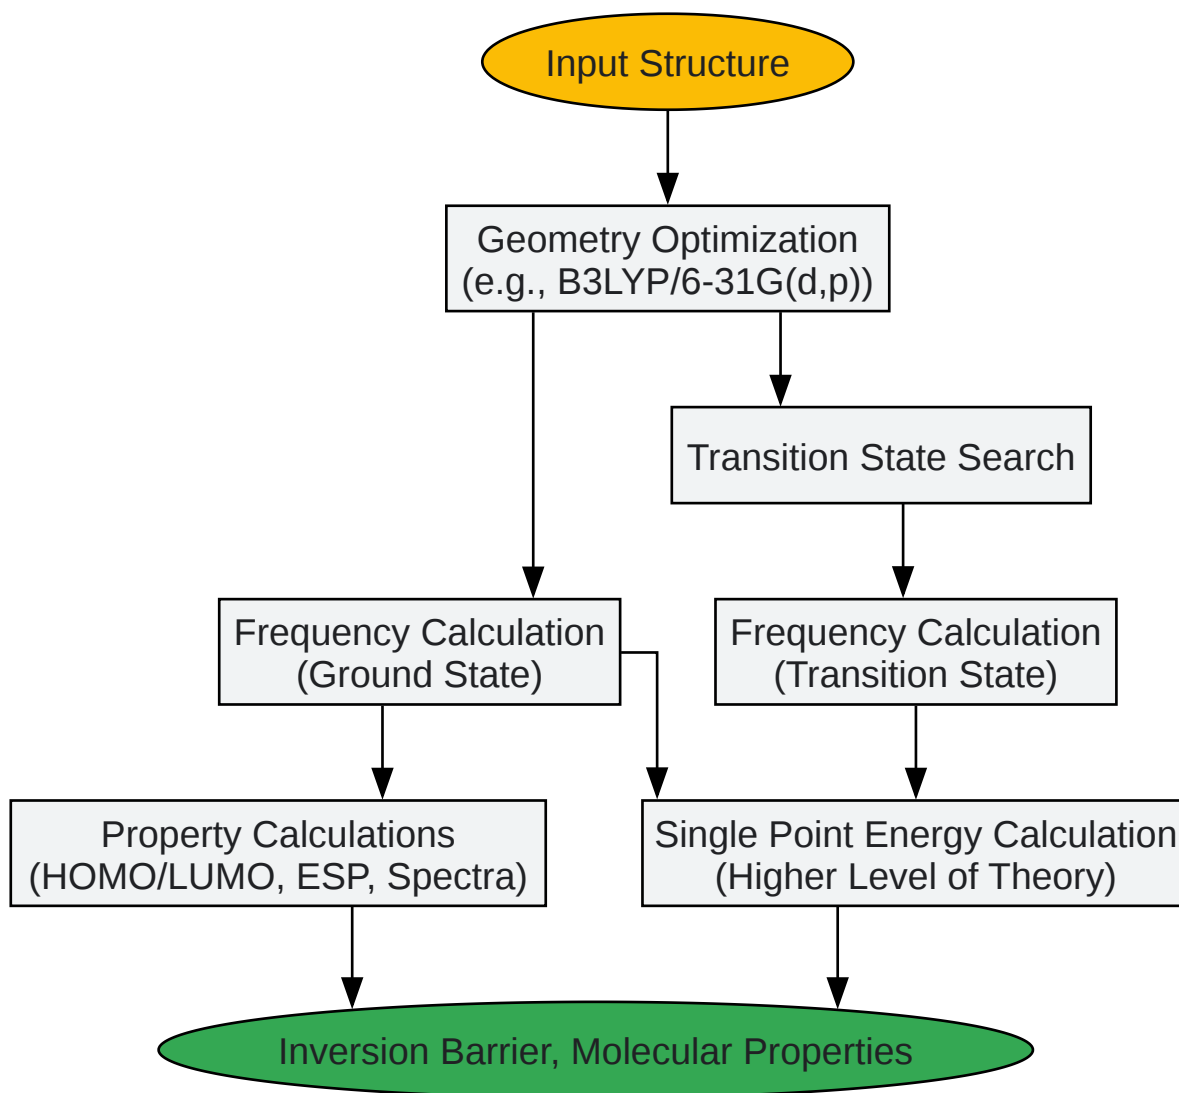 Input Structure
Geometry Optimization
(e.g., B3LYP/6-31G(d,p))
Transition State Search
Frequency Calculation
(Ground State)
Frequency Calculation
(Transition State)
Property Calculations
(HOMO/LUMO, ESP, Spectra)
Single Point Energy Calculation
(Higher Level of Theory)
Inversion Barrier, Molecular Properties